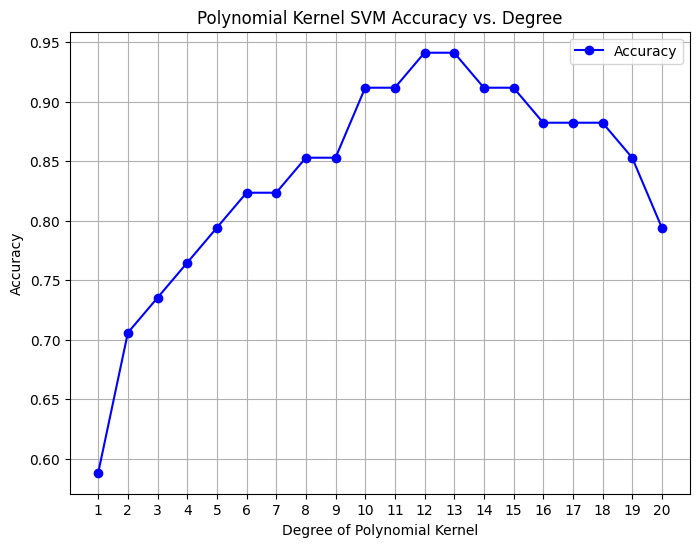 Polynomial Kernel SVM Accuracy vs. Degree
Accuracy
0.95
0.90
0.85
0.80
0.75
0.70
0.65
0.60
Accuracy
1 2 3 4 5 6 7 8 9 10 11 12 13 14 15 16 17 18 19 20
Degree of Polynomial Kernel